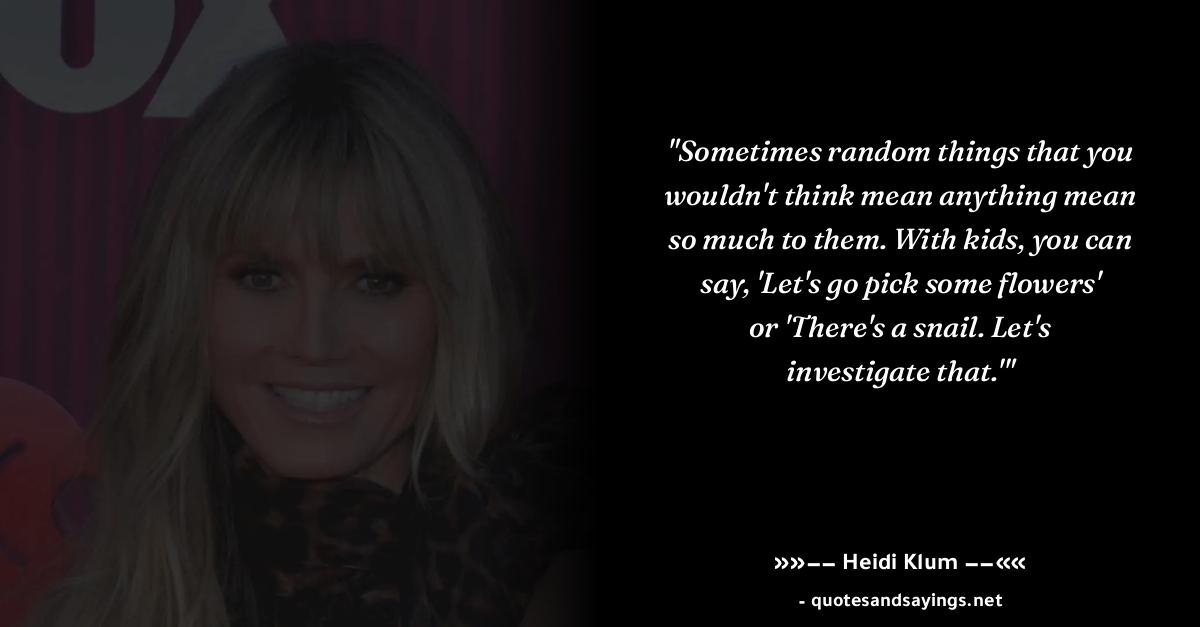 "Sometimes random things that you
wouldn't think mean anything mean
so much to them. With kids, you can
say, 'Let's go pick some flowers'
or 'There's a snail. Let's
investigate that.'"
»»–– Heidi Klum ––««
- quotesandsayings.net